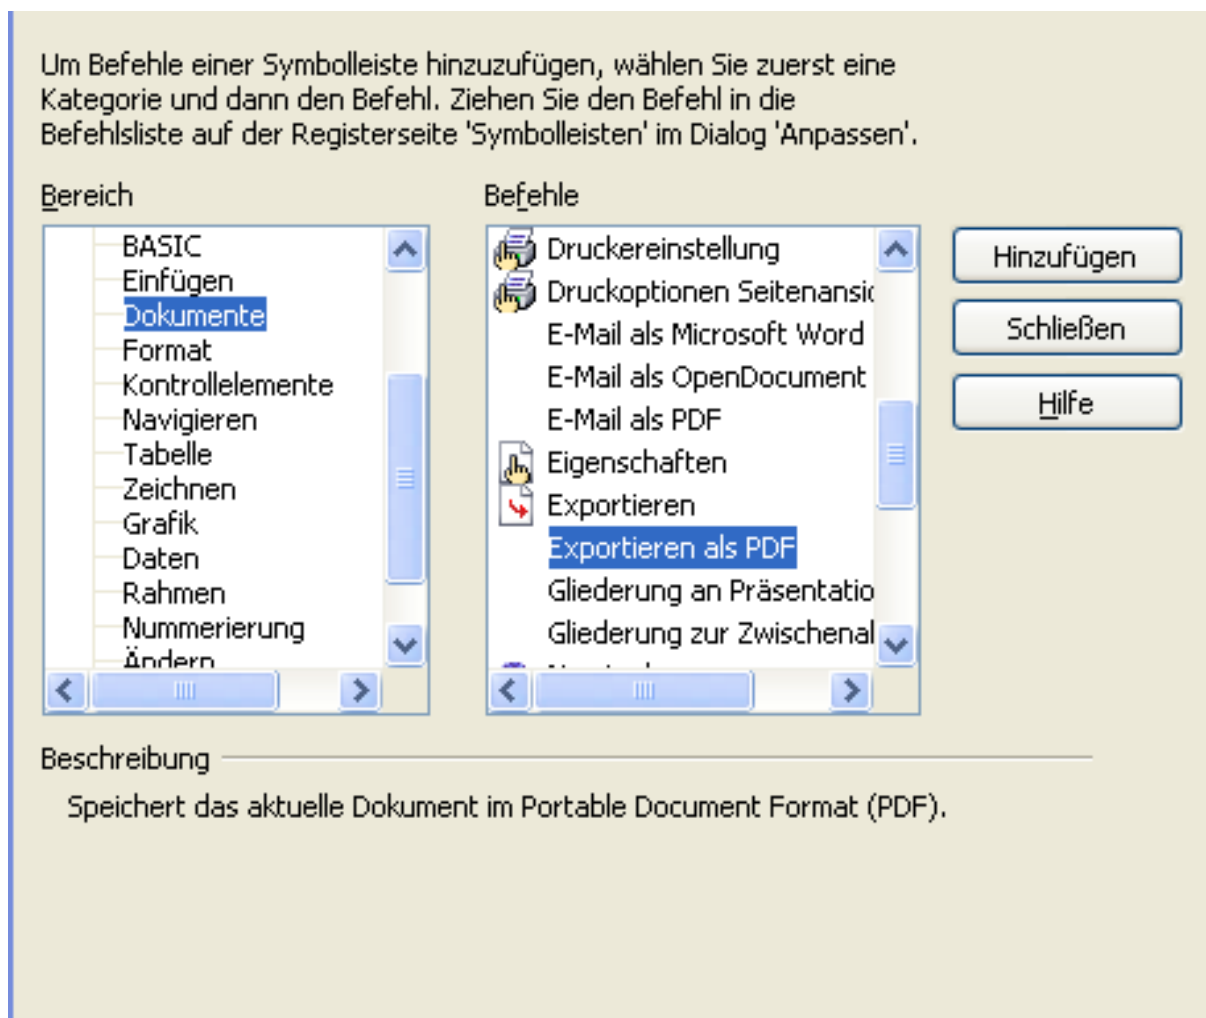 Um Befehle einer Symbolleiste hinzuzufügen, wählen Sie zuerst eine
Kategorie und dann den Befehl. Ziehen Sie den Befehl in die
Befehlsliste auf der Registerseite 'Symbolleisten' im Dialog 'Anpassen'.
Bereich
BASIC
Einfügen
Dokumente
Format
Kontrollelemente
Navigieren
Tabelle
Zeichnen
Grafik
Daten
Rahmen
Nummerierung
Ändern
Befehle
Druckereinstellung
Druckoptionen Seitenansic
E-Mail als Microsoft Word
E-Mail als OpenDocument
E-Mail als PDF
Eigenschaften
Exportieren
Exportieren als PDF
Gliederung an Präsentatio
Gliederung zur Zwischenal
Hinzufügen
Schließen
Hilfe
Beschreibung
Speichert das aktuelle Dokument im Portable Document Format (PDF).